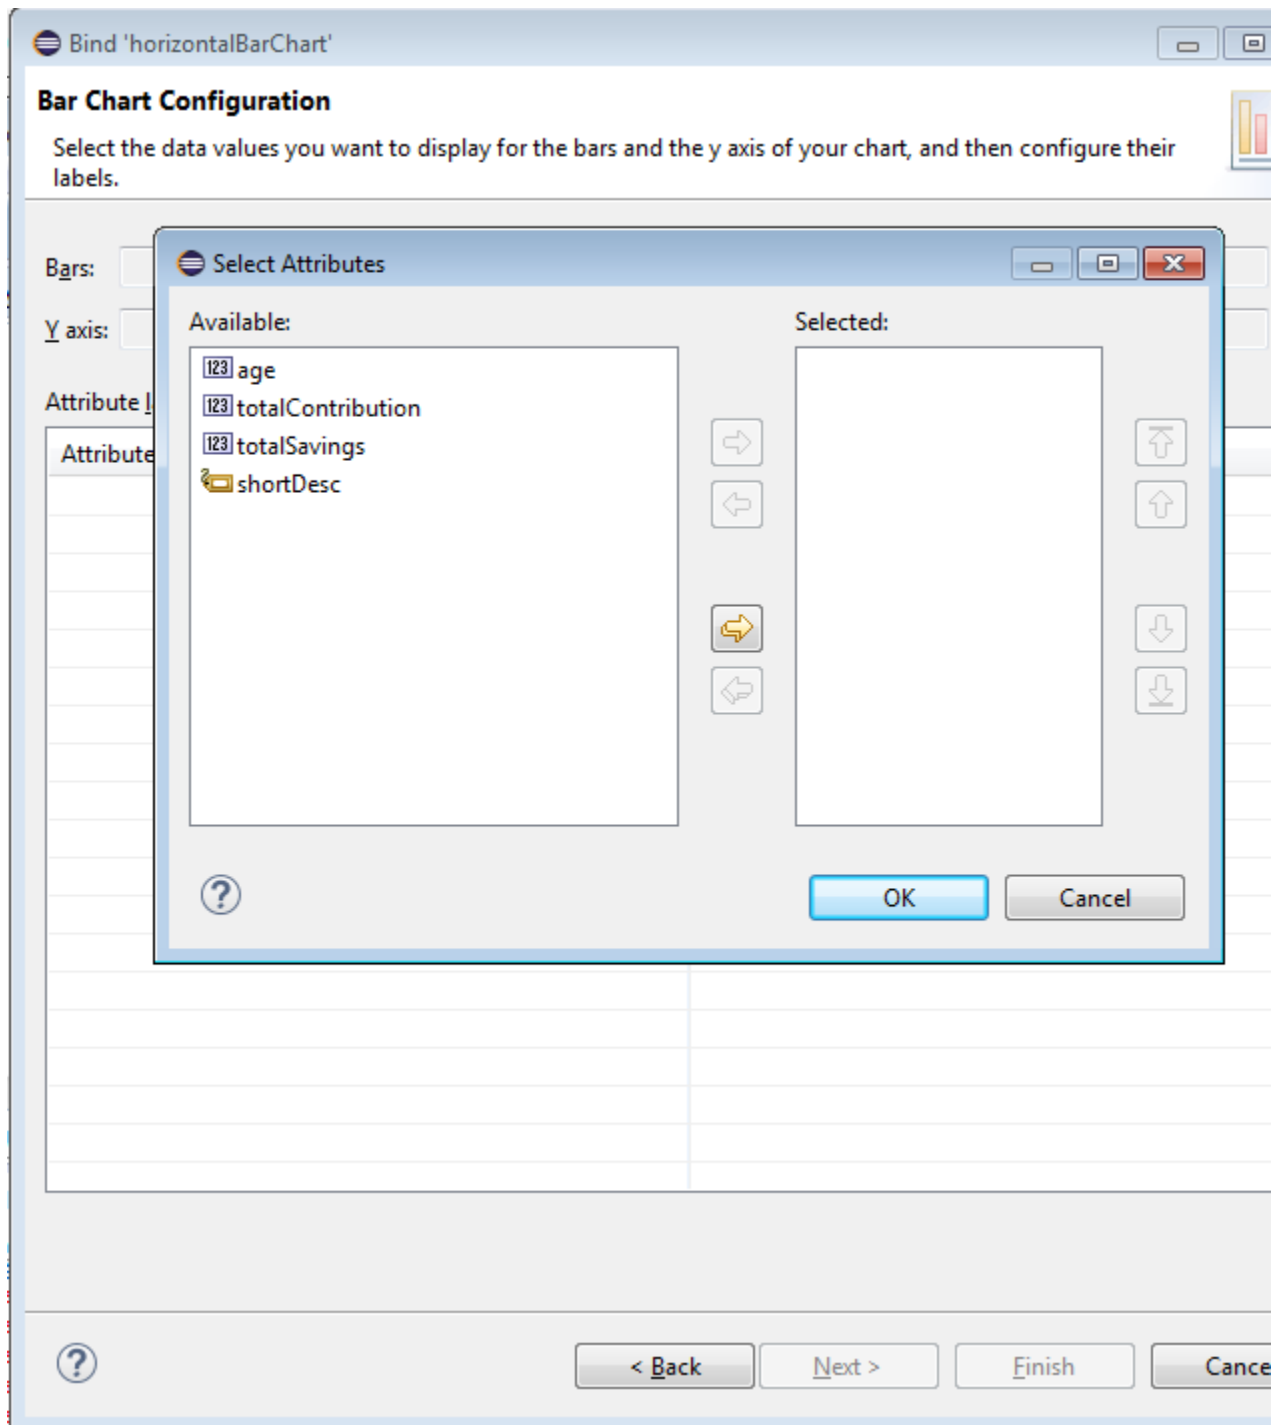 Bind 'horizontalBarChart'
Bar Chart Configuration
Select the data values you want to display for the bars and the y axis of your chart, and then configure their
labels.
Bars:
Select Attributes
Y axis:
Available:
Selected:
123 age
Attribute
123 totalContribution
Attribute
123 totalSavings
shortDesc
?
OK
Cancel
?
< Back
Next >
Finish
Cance